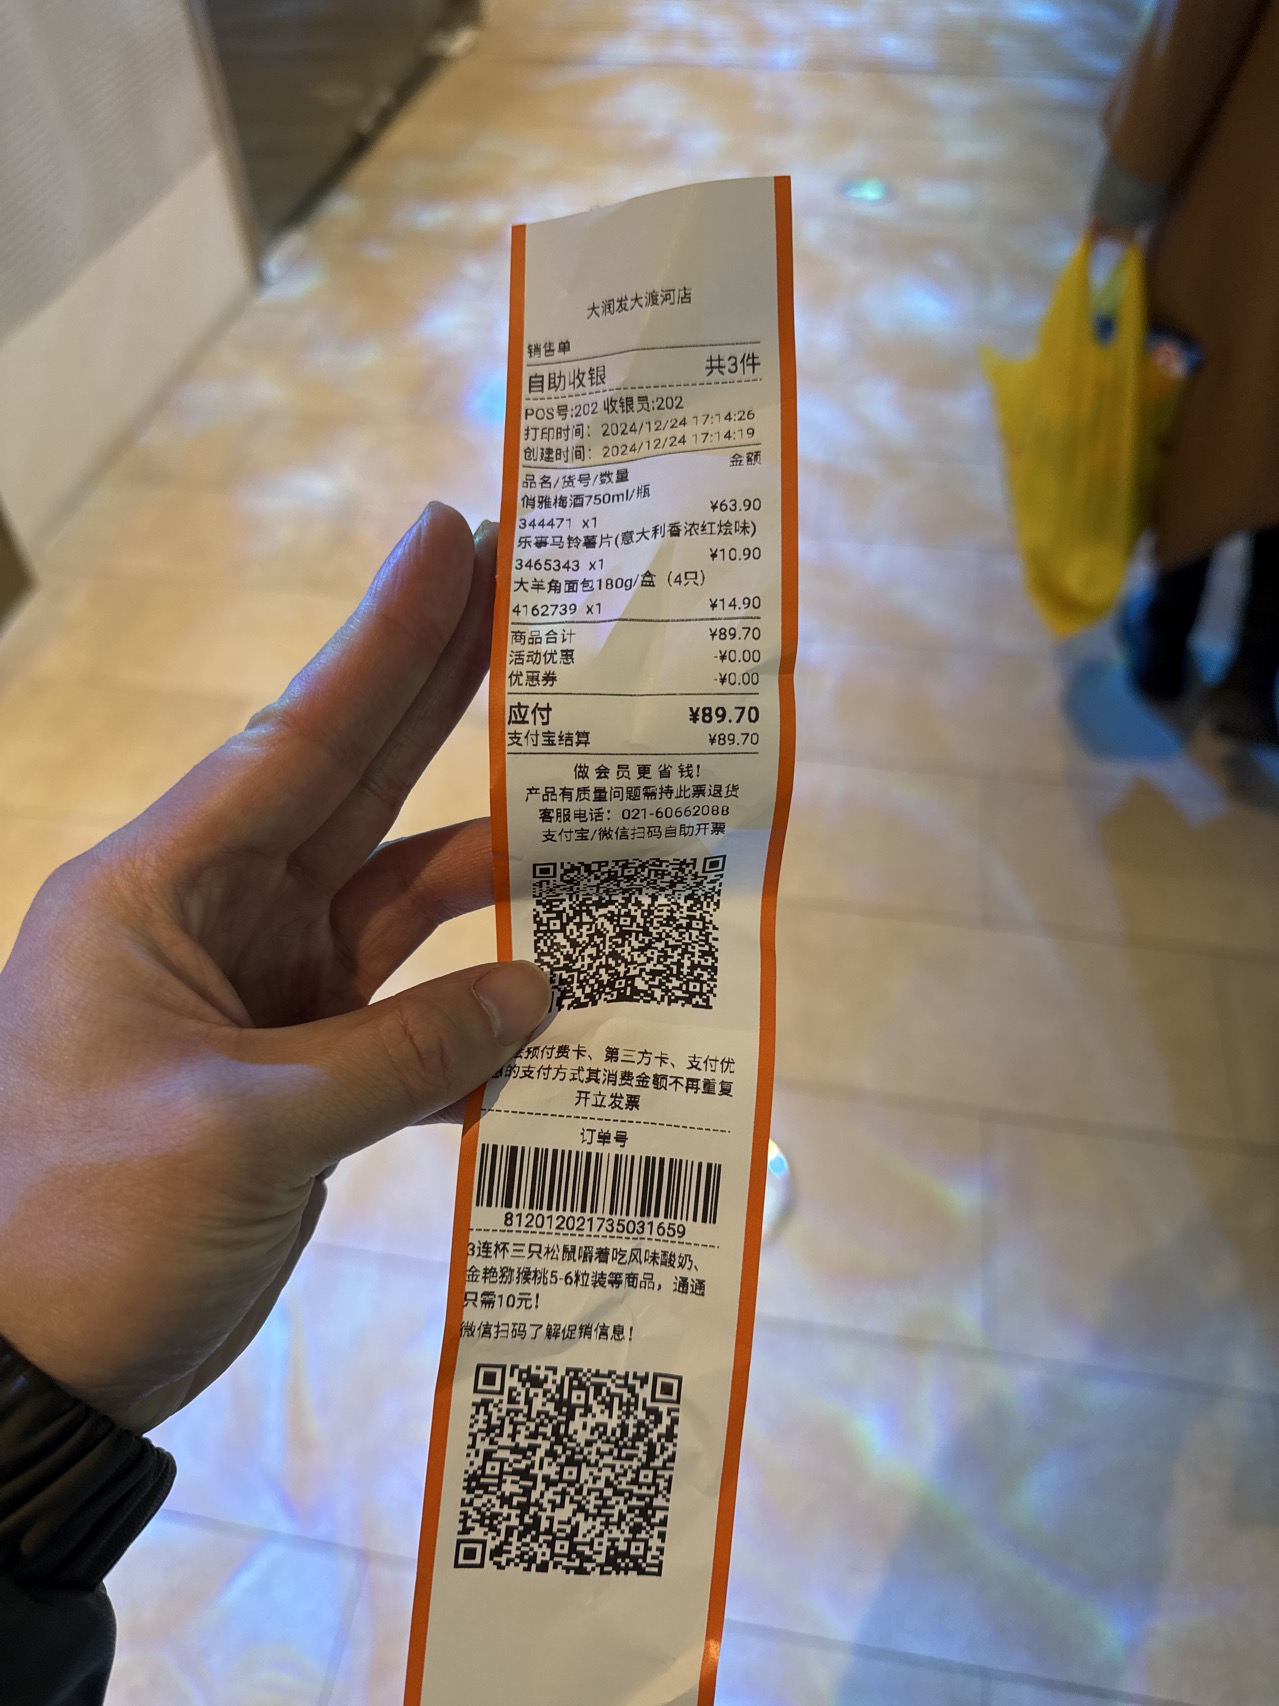 大润发大渡河店
销售单
自助收银 共3件
POS号:202 收银员:202
打印时间: 2024/12/24 17:14:26
创建时间: 2024/12/24 17:14:19
品名/货号/数量 金额
俏雅梅酒750ml/瓶
344471 x1 ¥63.90
乐事马铃薯片(意大利香浓红烩味)
3465343 x1 ¥10.90
大羊角面包180g/盒（4只）
4162739 x1 ¥14.90
商品合计 ¥89.70
活动优惠 -¥0.00
优惠券 -¥0.00
应付 ¥89.70
支付宝结算 ¥89.70
做会员更省钱!
产品有质量问题需持此票退货
客服电话: 021-60662088
支付宝/微信扫码自助开票
预付费卡、第三方卡、支付优
的支付方式其消费金额不再重复
开立发票
订单号
812012021735031659
3连杯三只松鼠嚼着吃风味酸奶、
金艳猕猴桃5-6粒装等商品，通通
只需10元!
微信扫码了解促销信息!